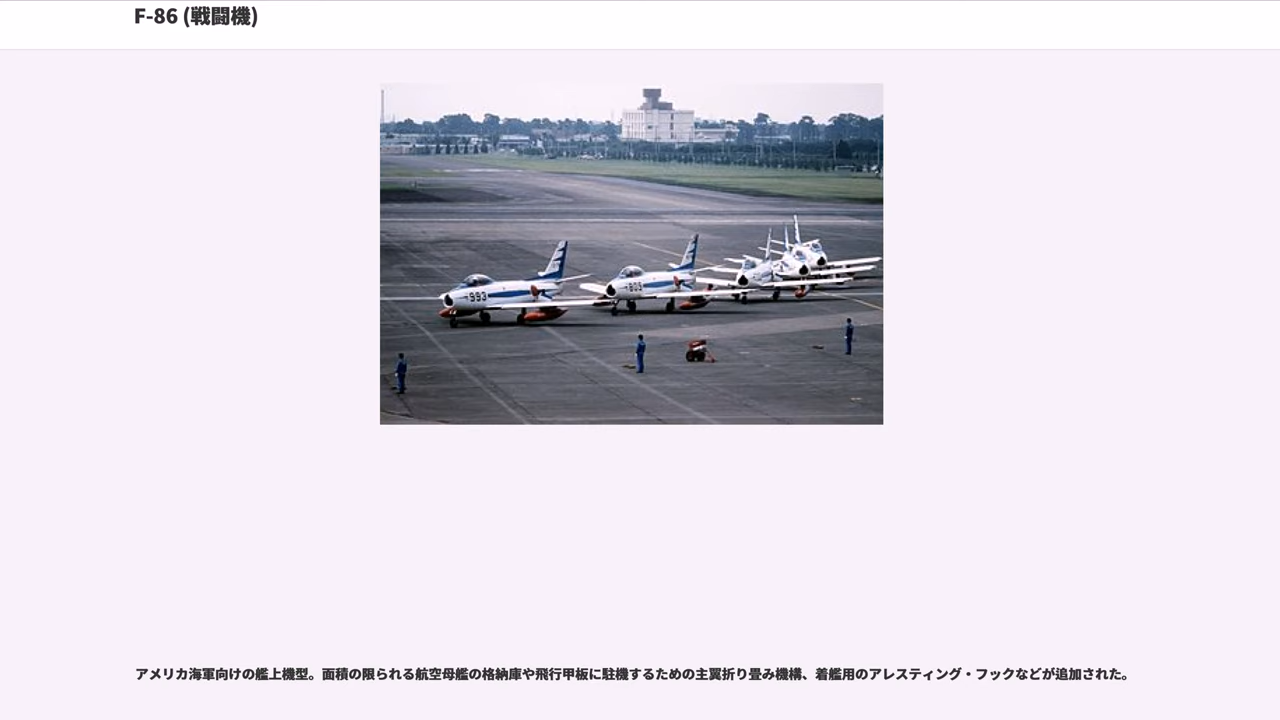 F-86 (戦闘機)
993
805
アメリカ海軍向けの艦上機型。面積の限られる航空母艦の格納庫や飛行甲板に駐機するための主翼折り畳み機構、着艦用のアレスティング・フックなどが追加された。